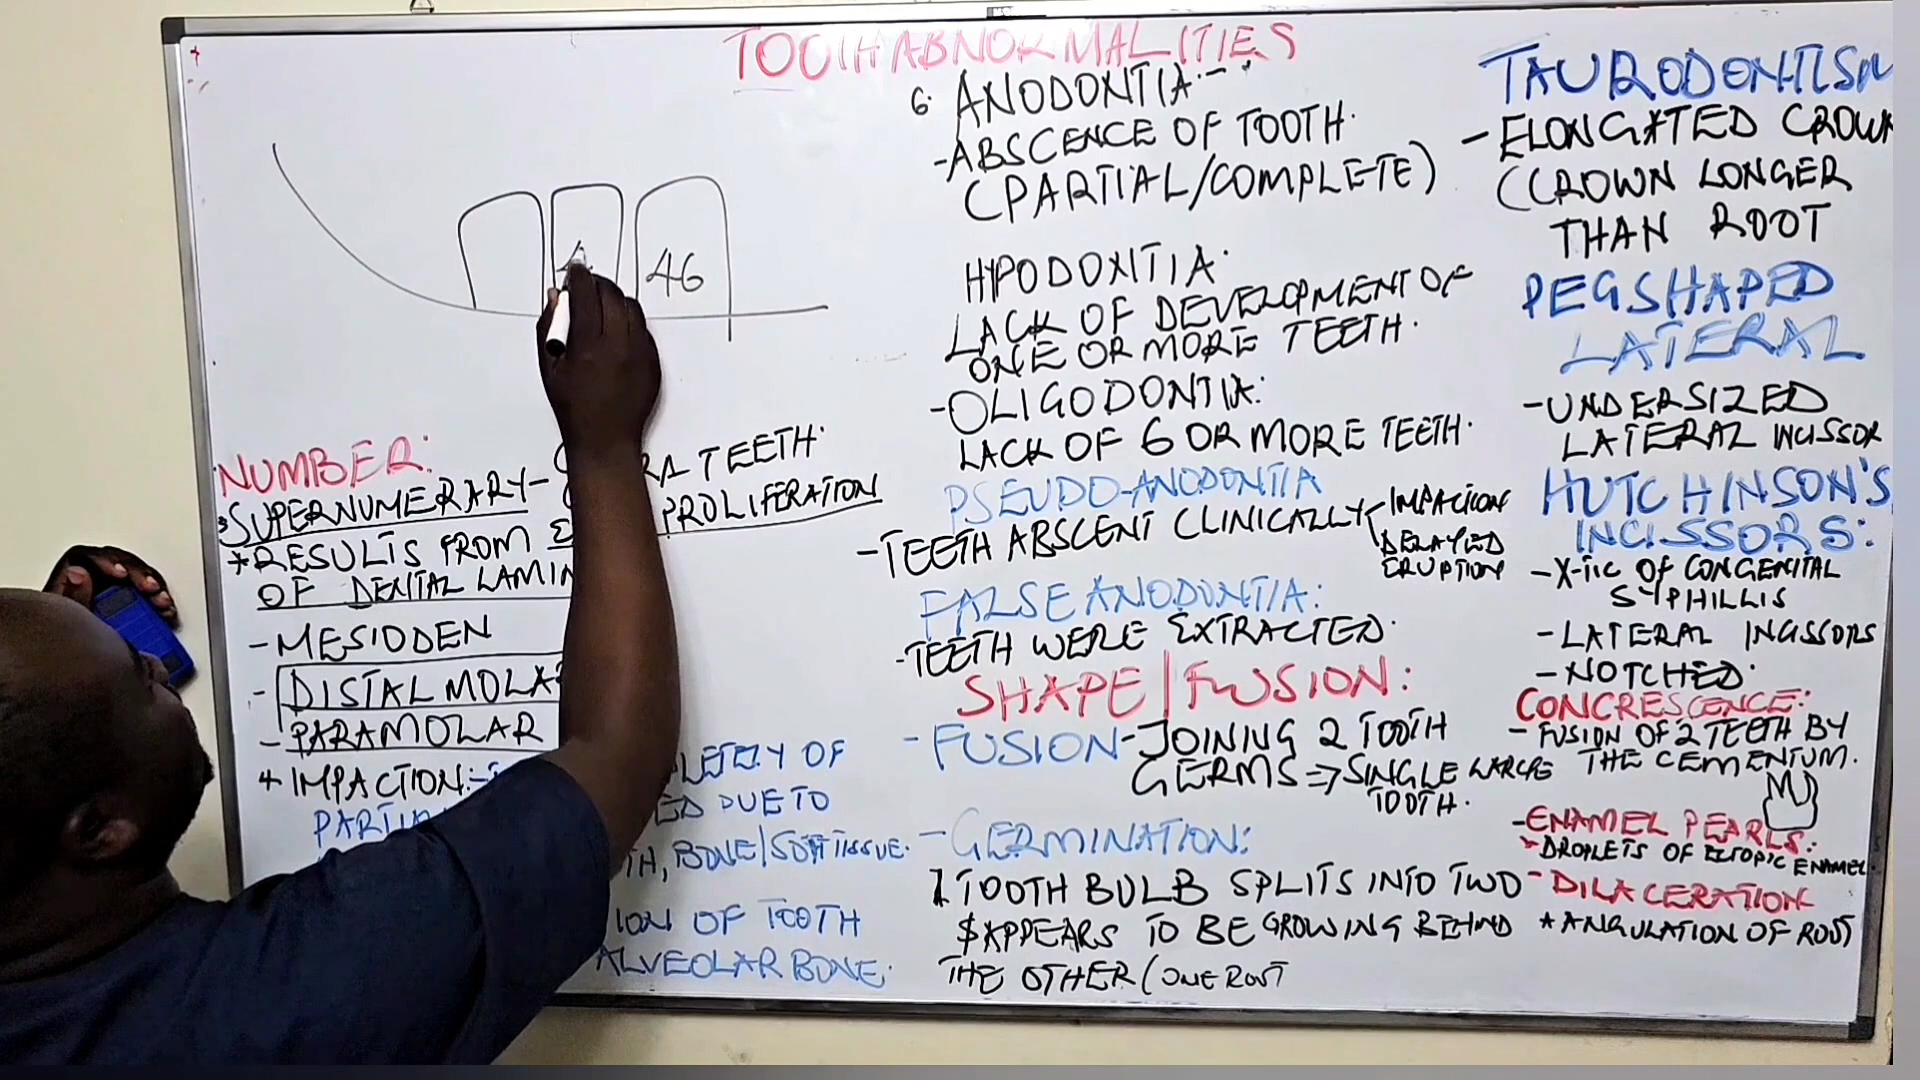 TOOTH ABNORMALITIES
4
46
NUMBER:
SUPERNUMERARY- TEETH.
*RESULTS FROM PROLIFERATION
OF DENTAL LAMIN
- MESIODEN
- DISTAL MOLA
- PARAMOLAR
+ IMPACTION:- OF
DUE TO
BONE/SOFT TISSUE.
OF TOOTH
ALVEOLAR BONE.
6. ANODONTIA:-
-ABSCENCE OF TOOTH.
(PARTIAL/COMPLETE)
HYPODONTIA.
LACK OF DEVELOPMENT OF
ONE OR MORE TEETH.
-OLIGODONTIA:
LACK OF 6 OR MORE TEETH.
PSEUDO-ANODONTIA
-TEETH ABSCENT CLINICALLY
IMPACTION
DELAYED
ERUPTION
FALSE ANODONTIA:
-TEETH WERE EXTRACTED.
SHAPE/FUSION:
- FUSION-JOINING 2 TOOTH
GERMS => SINGLE LARGE
TOOTH.
- GERMINATION:
1 TOOTH BULB SPLITS INTO TWO
$ APPEARS TO BE GROWING BEHIND
THE OTHER (ONE ROOT
TAURODONTISM
- ELONGATED CROWN
(CROWN LONGER
THAN ROOT
PEG SHAPED
LATERAL
-UNDERSIZED
LATERAL INCISSOR
HUTCHINSON'S
INCISSORS:
-X-TIC OF CONGENITAL
SYPHILLIS
-LATERAL INCISSORS
-NOTCHED.
CONCRESCENCE:
- FUSION OF 2 TEETH BY
THE CEMENTUM.
-ENAMEL PEARLS:
DROPLETS OF ECTOPIC ENAMEL.
- DILACERATION
* ANGULATION OF ROOT